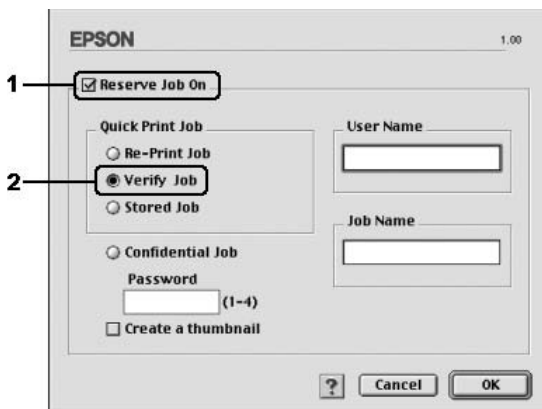 EPSON
1.00
1
Reserve Job On
Quick Print Job
Re-Print Job
2
Verify Job
Stored Job
Confidential Job
Password
(1-4)
Create a thumbnail
User Name
Job Name
?
Cancel
OK